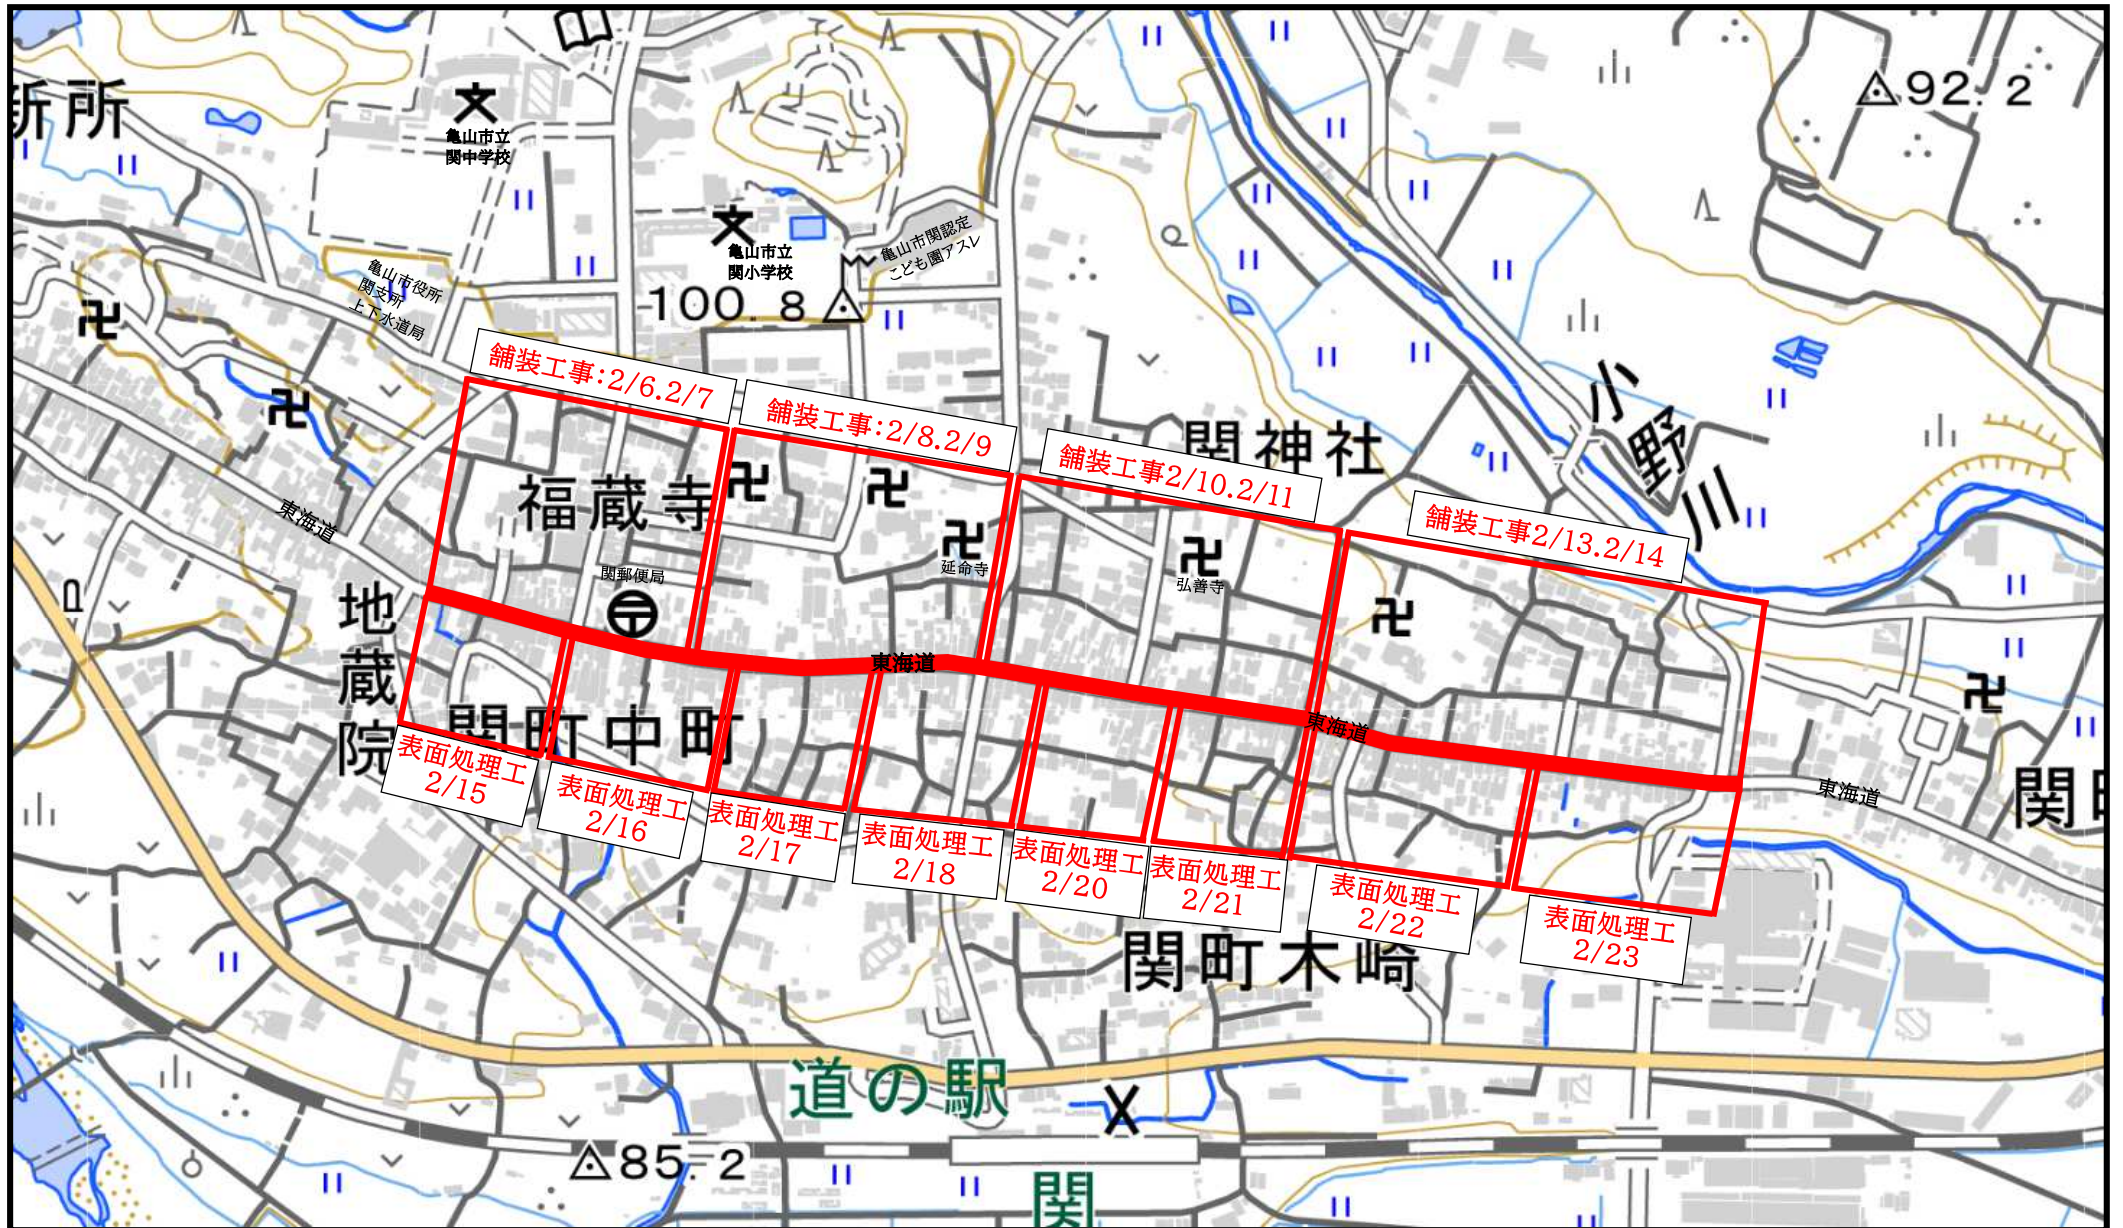 新所
亀山市立
関中学校
92.2
亀山市立
関小学校
亀山市関認定
こども園アスレ
亀山市役所
関支所
上下水道局
100.8
小野川
舗装工事:2/6.2/7
舗装工事:2/8.2/9
関神社
舗装工事2/10.2/11
舗装工事2/13.2/14
福蔵寺
東海道
延命寺
弘善寺
関郵便局
地蔵院
東海道
関町中町
東海道
東海道
表面処理工
2/15
表面処理工
2/16
表面処理工
2/17
表面処理工
2/18
表面処理工
2/20
表面処理工
2/21
表面処理工
2/22
表面処理工
2/23
関町木崎
道の駅
85.2
関